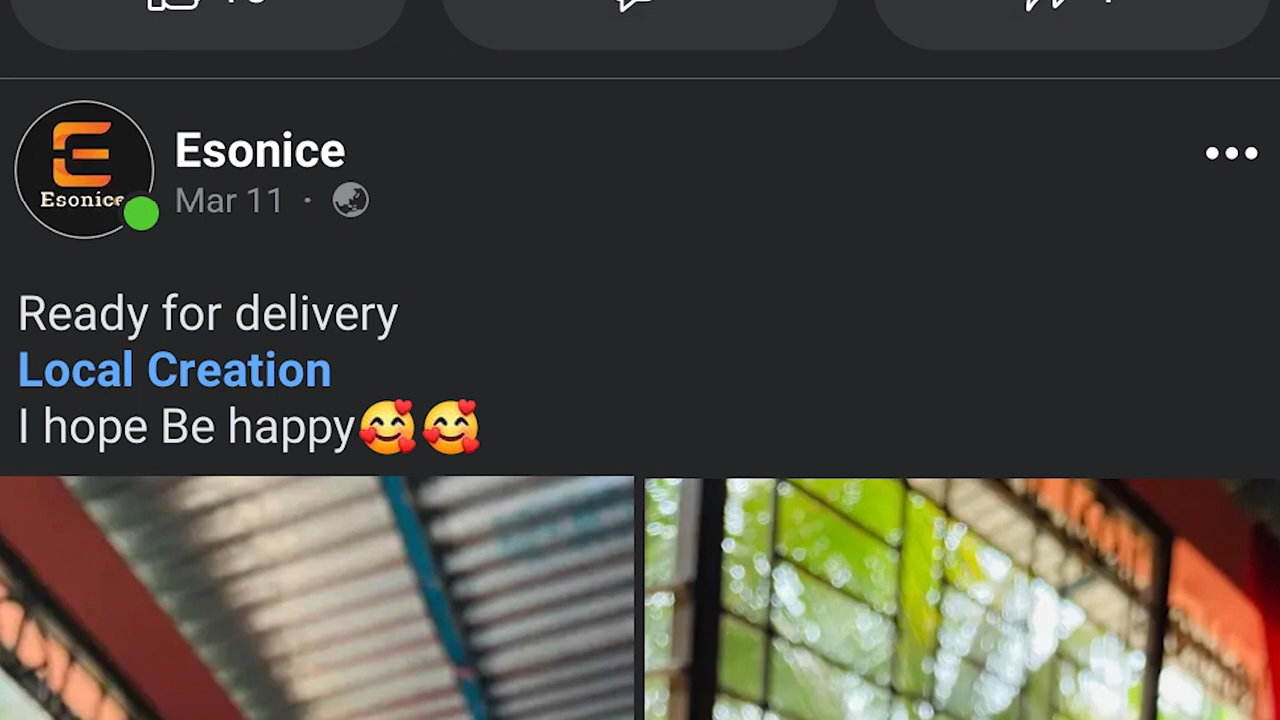 Esonice
Esonice
Mar 11 ·
Ready for delivery
Local Creation
I hope Be happy🥰🥰